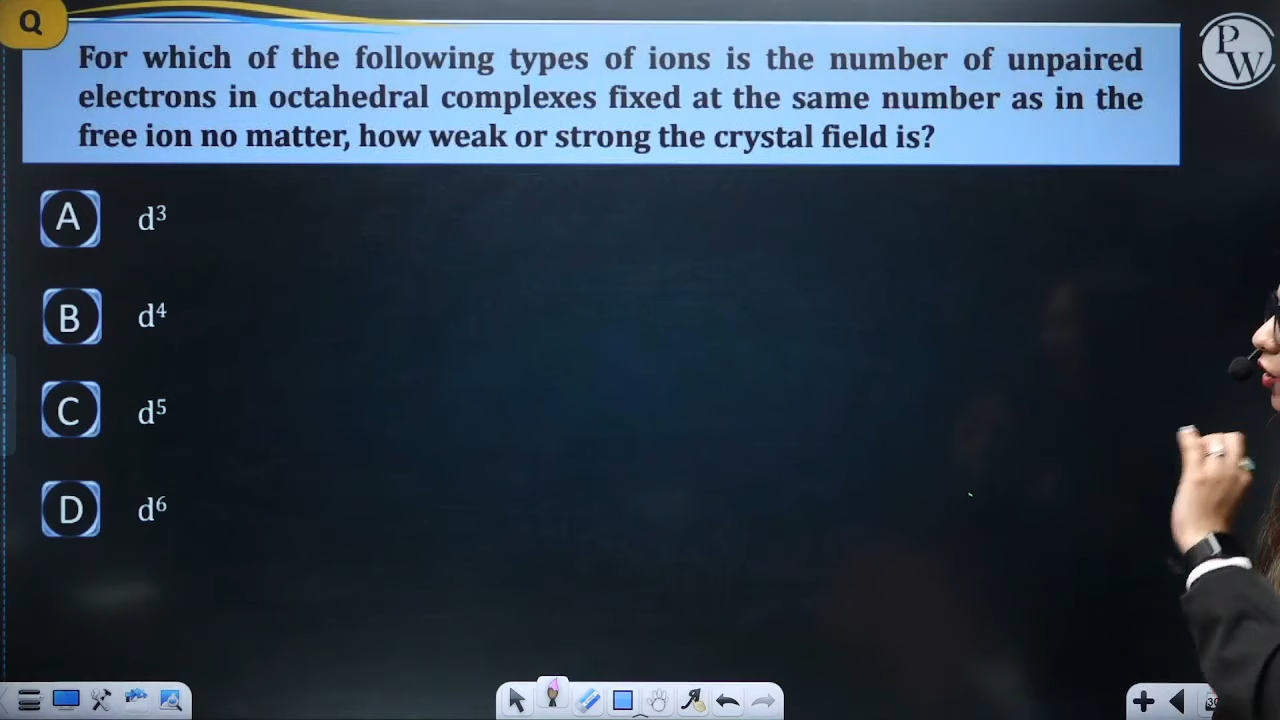 Q
For which of the following types of ions is the number of unpaired
electrons in octahedral complexes fixed at the same number as in the
free ion no matter, how weak or strong the crystal field is?
P
W
A d³
B d⁴
C d⁵
D d⁶